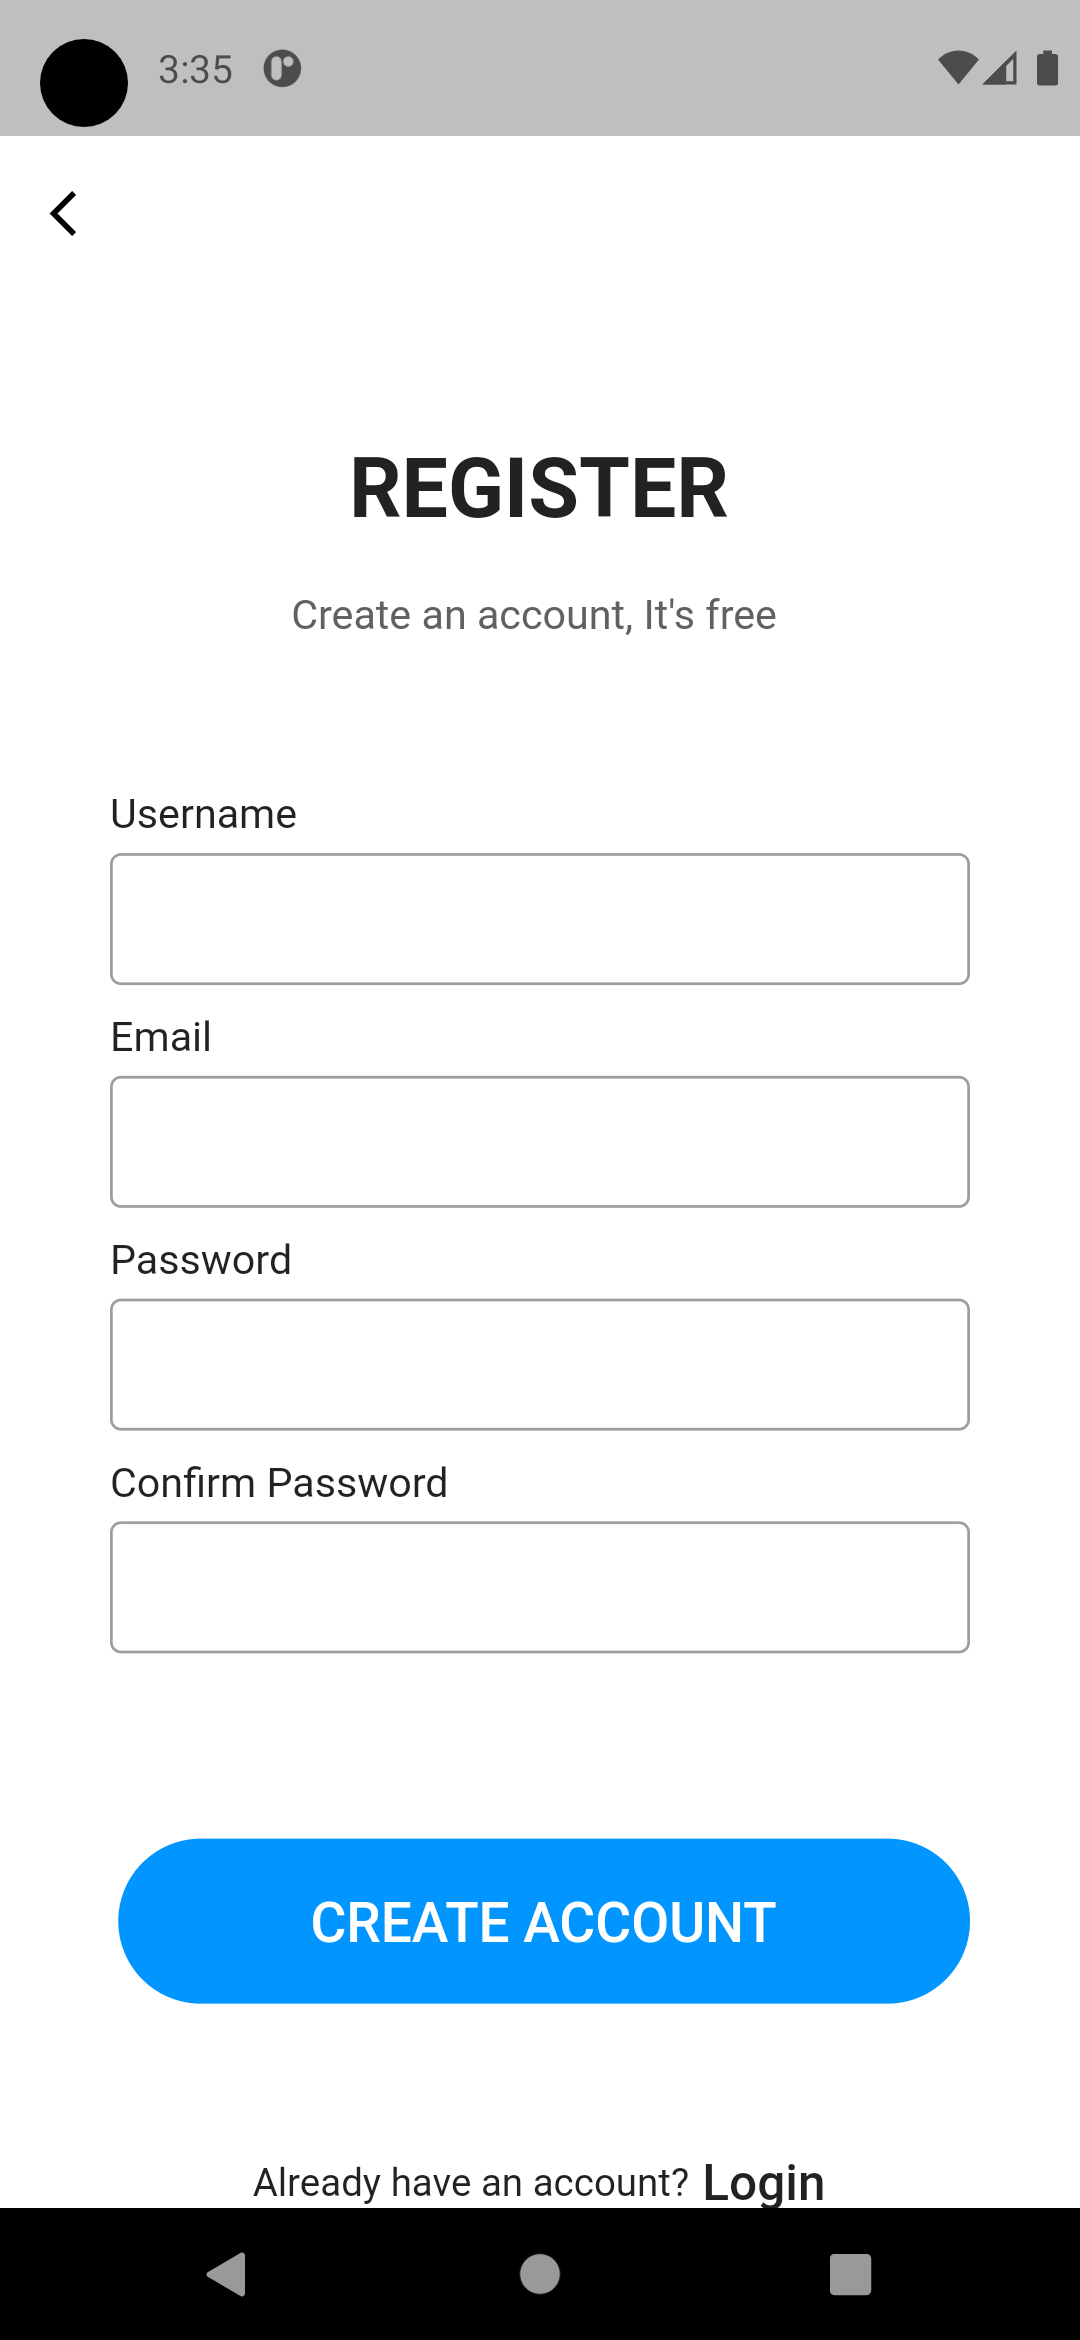 3:35
REGISTER
Create an account, It's free
Username
Email
Password
Confirm Password
CREATE ACCOUNT
Already have an account? Login